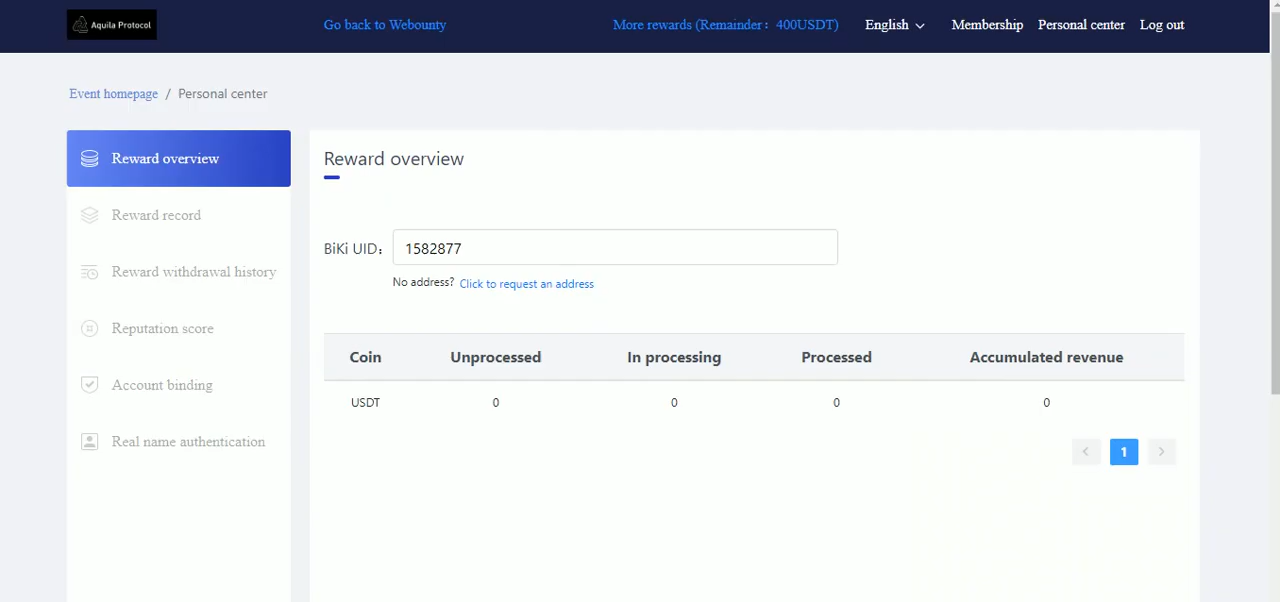 Aquila Protocol
Go back to Webounty
More rewards (Remainder： 400USDT)
English
Membership
Personal center
Log out
Event homepage / Personal center
Reward overview
Reward record
Reward withdrawal history
Reputation score
Account binding
Real name authentication
Reward overview
BiKi UID： 1582877
No address? Click to request an address
Coin Unprocessed In processing Processed Accumulated revenue
USDT 0 0 0 0
1